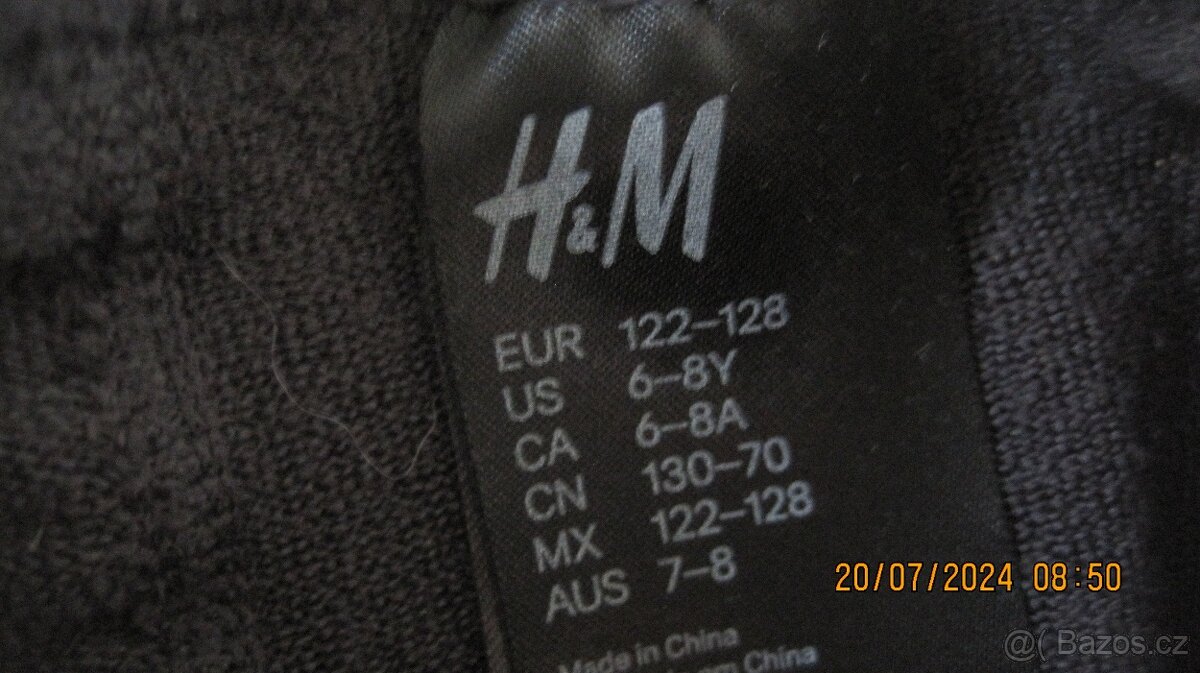 H&M
EUR 122–128
US 6–8Y
CA 6–8A
CN 130–70
MX 122–128
AUS 7–8
Made in China
China
20/07/2024 08:50
@( Bazos.cz